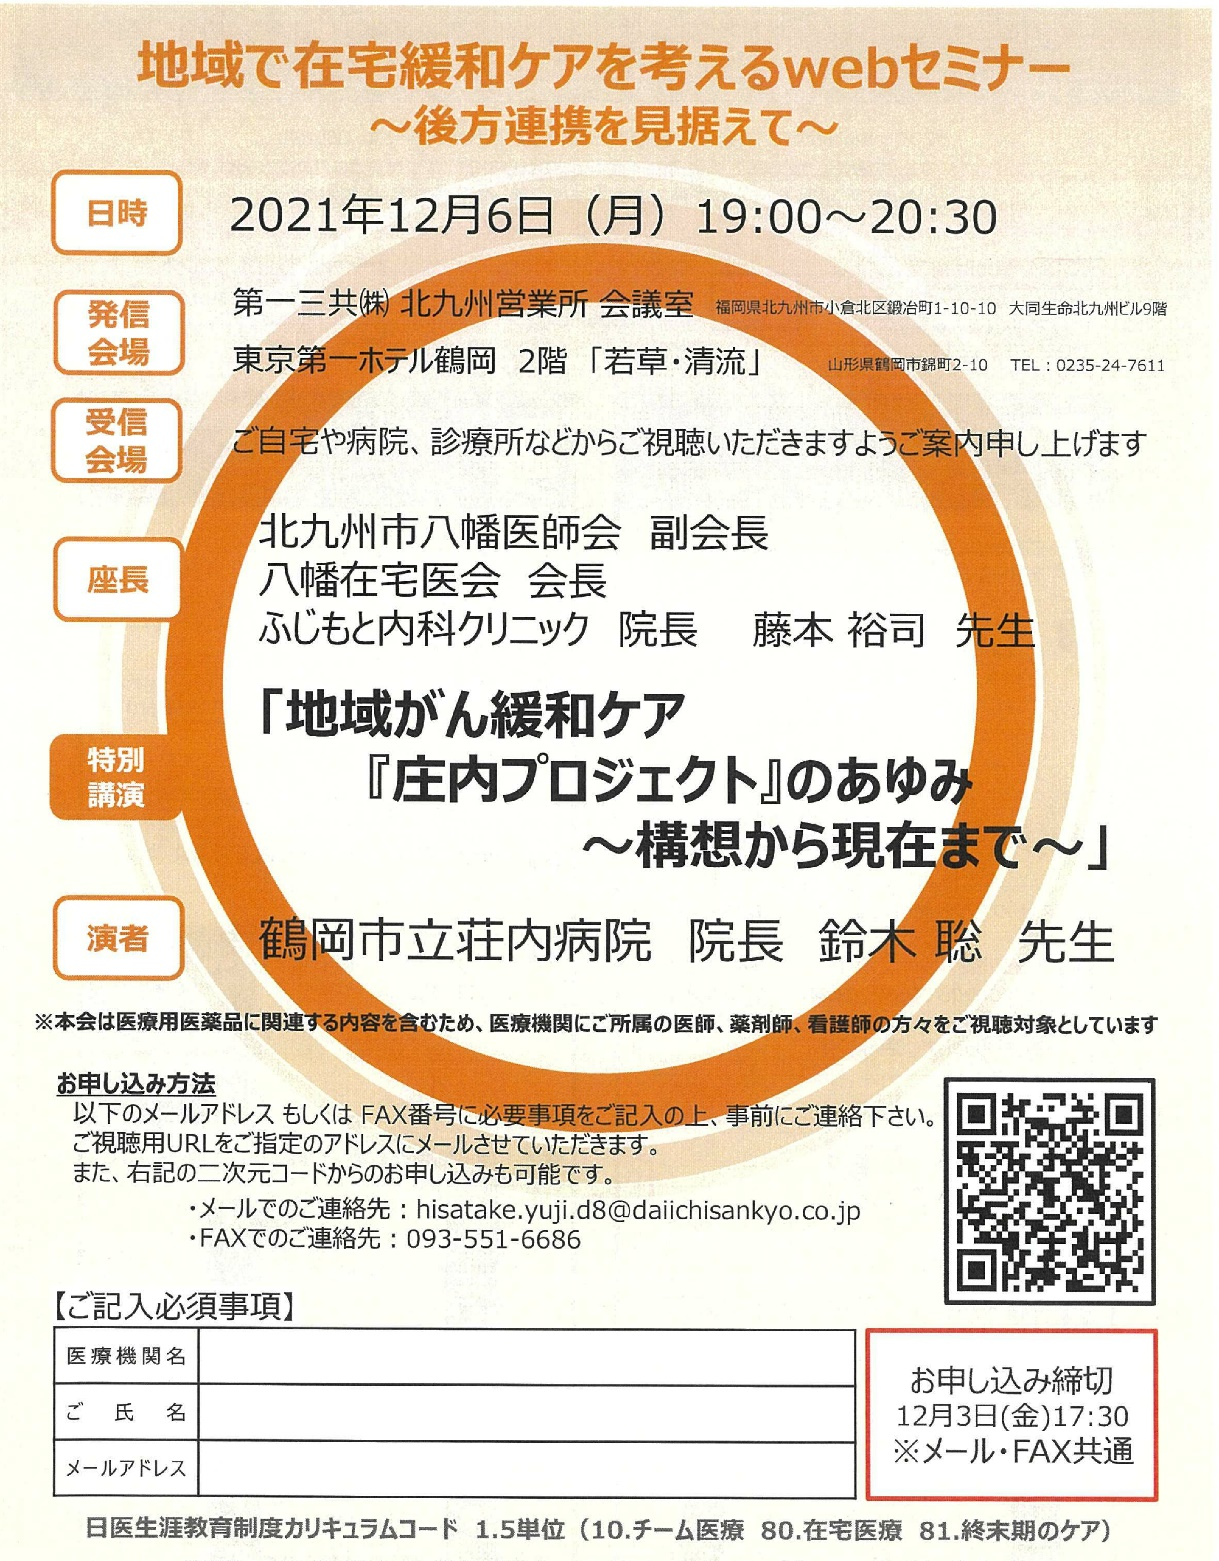 地域で在宅緩和ケアを考えるwebセミナー
～後方連携を見据えて～
日時
2021年12月6日（月）19:00～20:30
発信
会場
第一三共㈱ 北九州営業所 会議室 福岡県北九州市小倉北区鍛冶町1-10-10 大同生命北九州ビル9階
東京第一ホテル鶴岡 2階「若草・清流」 山形県鶴岡市錦町2-10 TEL：0235-24-7611
受信
会場
ご自宅や病院、診療所などからご視聴いただきますようご案内申し上げます
座長
北九州市八幡医師会 副会長
八幡在宅医会 会長
ふじもと内科クリニック 院長 藤本 裕司 先生
特別
講演
「地域がん緩和ケア
『庄内プロジェクト』のあゆみ
～構想から現在まで～」
演者
鶴岡市立荘内病院 院長 鈴木 聡 先生
※本会は医療用医薬品に関連する内容を含むため、医療機関にご所属の医師、薬剤師、看護師の方々をご視聴対象としています
お申し込み方法
以下のメールアドレス もしくは FAX番号に必要事項をご記入の上、事前にご連絡下さい。
ご視聴用URLをご指定のアドレスにメールさせていただきます。
また、右記の二次元コードからのお申し込みも可能です。
・メールでのご連絡先：hisatake.yuji.d8@daiichisankyo.co.jp
・FAXでのご連絡先：093-551-6686
【ご記入必須事項】
医療機関名
ご 氏 名
メールアドレス
お申し込み締切
12月3日(金)17:30
※メール・FAX共通
日医生涯教育制度カリキュラムコード 1.5単位（10.チーム医療 80.在宅医療 81.終末期のケア）